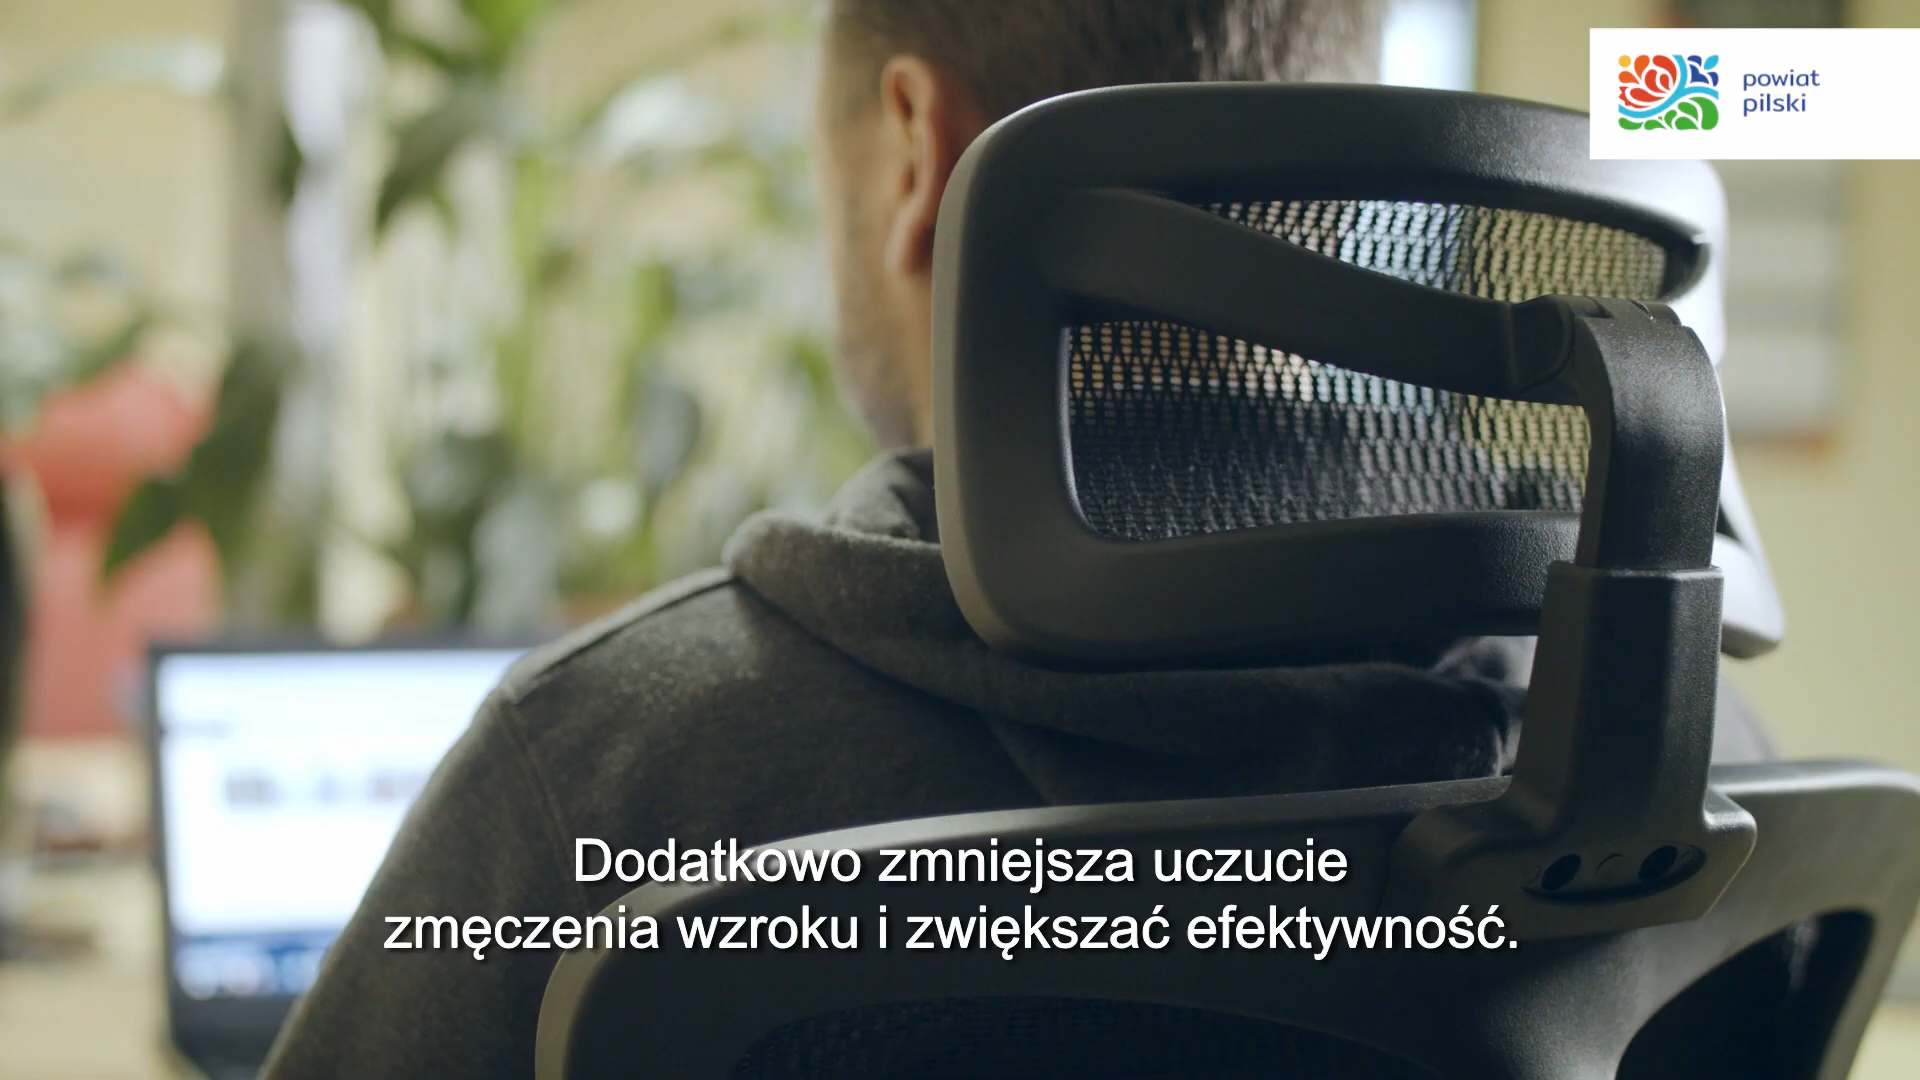 powiat
pilski
Dodatkowo zmniejsza uczucie
zmęczenia wzroku i zwiększać efektywność.